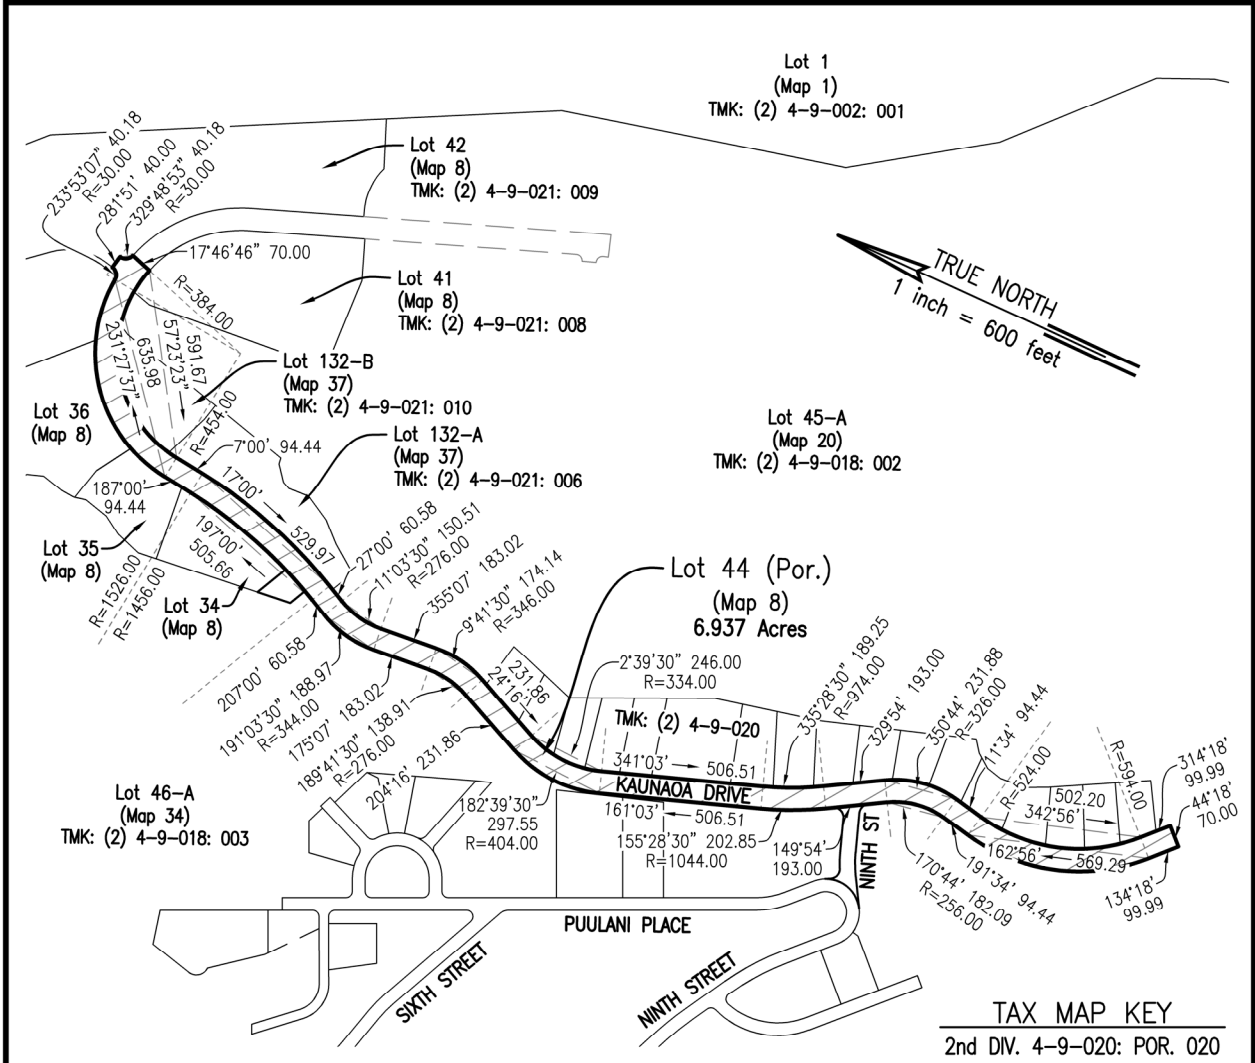 Lot 1
(Map 1)
TMK: (2) 4-9-002: 001
Lot 42
(Map 8)
TMK: (2) 4-9-021: 009
233°53'07" 40.18
R=30.00
281°51' 40.00
329°48'53" 40.18
R=30.00
17°46'46" 70.00
R=384.00
Lot 41
(Map 8)
TMK: (2) 4-9-021: 008
TRUE NORTH
1 inch = 600 feet
231°27'37"
635.98
57°23'23"
591.67
Lot 132-B
(Map 37)
TMK: (2) 4-9-021: 010
R=454.00
Lot 36
(Map 8)
Lot 132-A
(Map 37)
TMK: (2) 4-9-021: 006
Lot 45-A
(Map 20)
TMK: (2) 4-9-018: 002
7°00' 94.44
187°00'
94.44
17°00'
529.97
197°00'
505.66
Lot 35
(Map 8)
R=1526.00
R=1456.00
Lot 34
(Map 8)
27°00' 60.58
11°03'30" 150.51
R=276.00
355°07' 183.02
9°41'30" 174.14
R=346.00
Lot 44 (Por.)
(Map 8)
6.937 Acres
207°00' 60.58
191°03'30" 188.97
R=344.00
175°07' 183.02
189°41'30" 138.91
R=276.00
204°16' 231.86
231.86
24°16'
2°39'30" 246.00
R=334.00
TMK: (2) 4-9-020
335°28'30" 189.25
R=974.00
329°54' 193.00
350°44' 231.88
R=326.00
11°34' 94.44
R=524.00
R=594.00
314°18'
99.99
44°18'
70.00
341°03' 506.51
KAUNAOA DRIVE
502.20
342°56'
Lot 46-A
(Map 34)
TMK: (2) 4-9-018: 003
182°39'30"
297.55
R=404.00
161°03' 506.51
155°28'30" 202.85
R=1044.00
149°54'
193.00
NINTH ST
162°56' 569.29
170°44' 182.09
R=256.00
191°34' 94.44
134°18'
99.99
PUULANI PLACE
SIXTH STREET
NINTH STREET
TAX MAP KEY
2nd DIV. 4-9-020: POR. 020